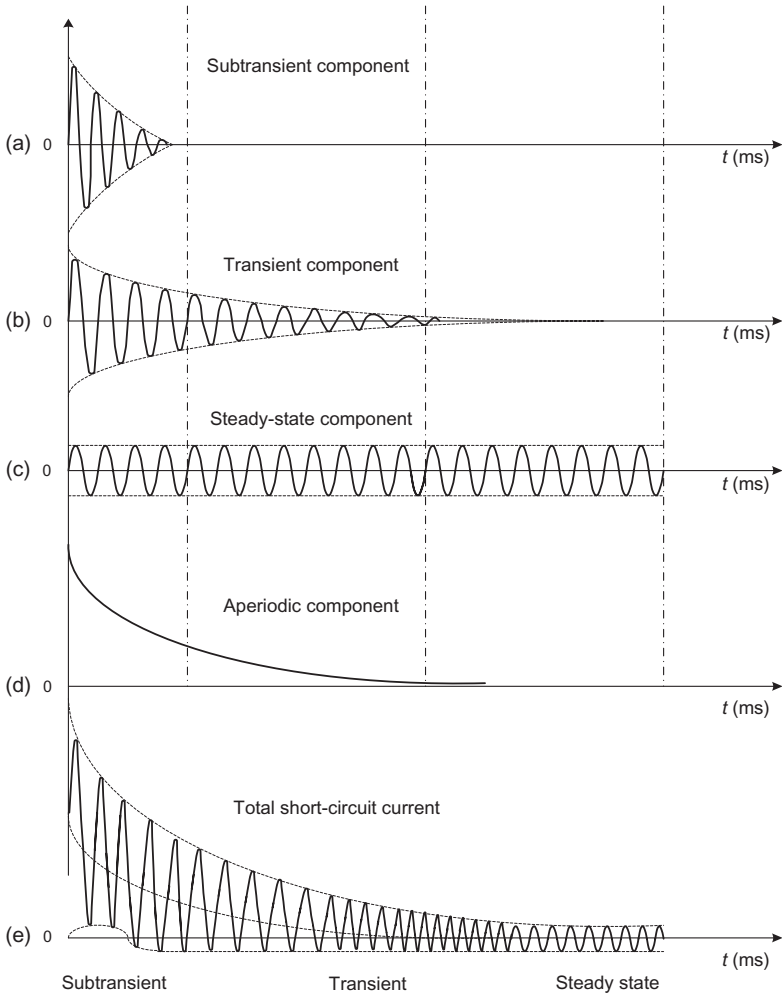 Subtransient component
(a) 0
t (ms)
Transient component
(b) 0
t (ms)
Steady-state component
(c) 0
t (ms)
Aperiodic component
(d) 0
t (ms)
Total short-circuit current
(e) 0
t (ms)
Subtransient Transient Steady state